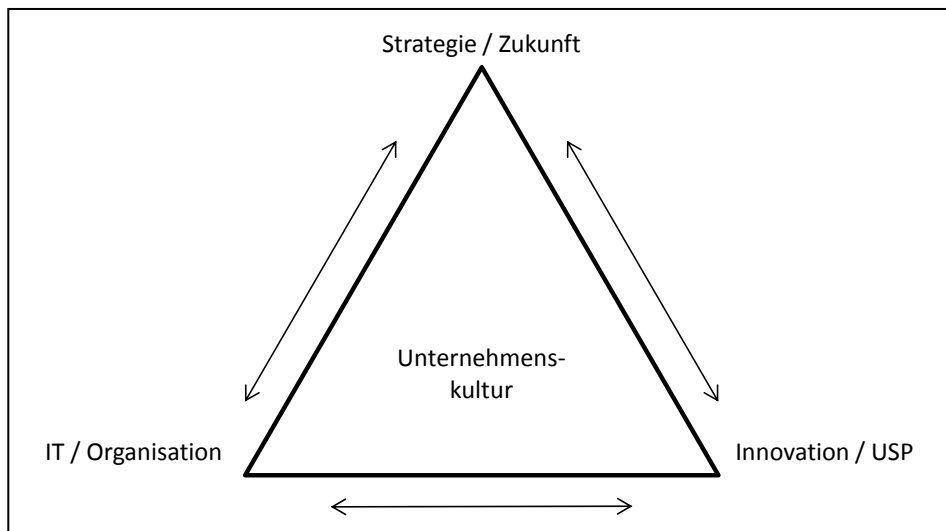 Strategie / Zukunft
Unternehmens-
kultur
IT / Organisation
Innovation / USP